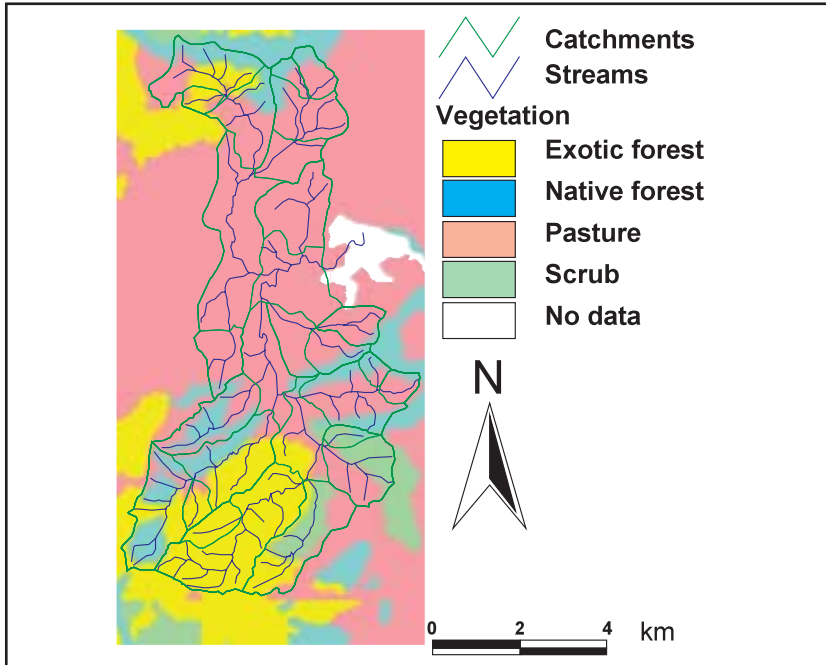 Catchments
Streams
Vegetation
Exotic forest
Native forest
Pasture
Scrub
No data
N
0 2 4 km